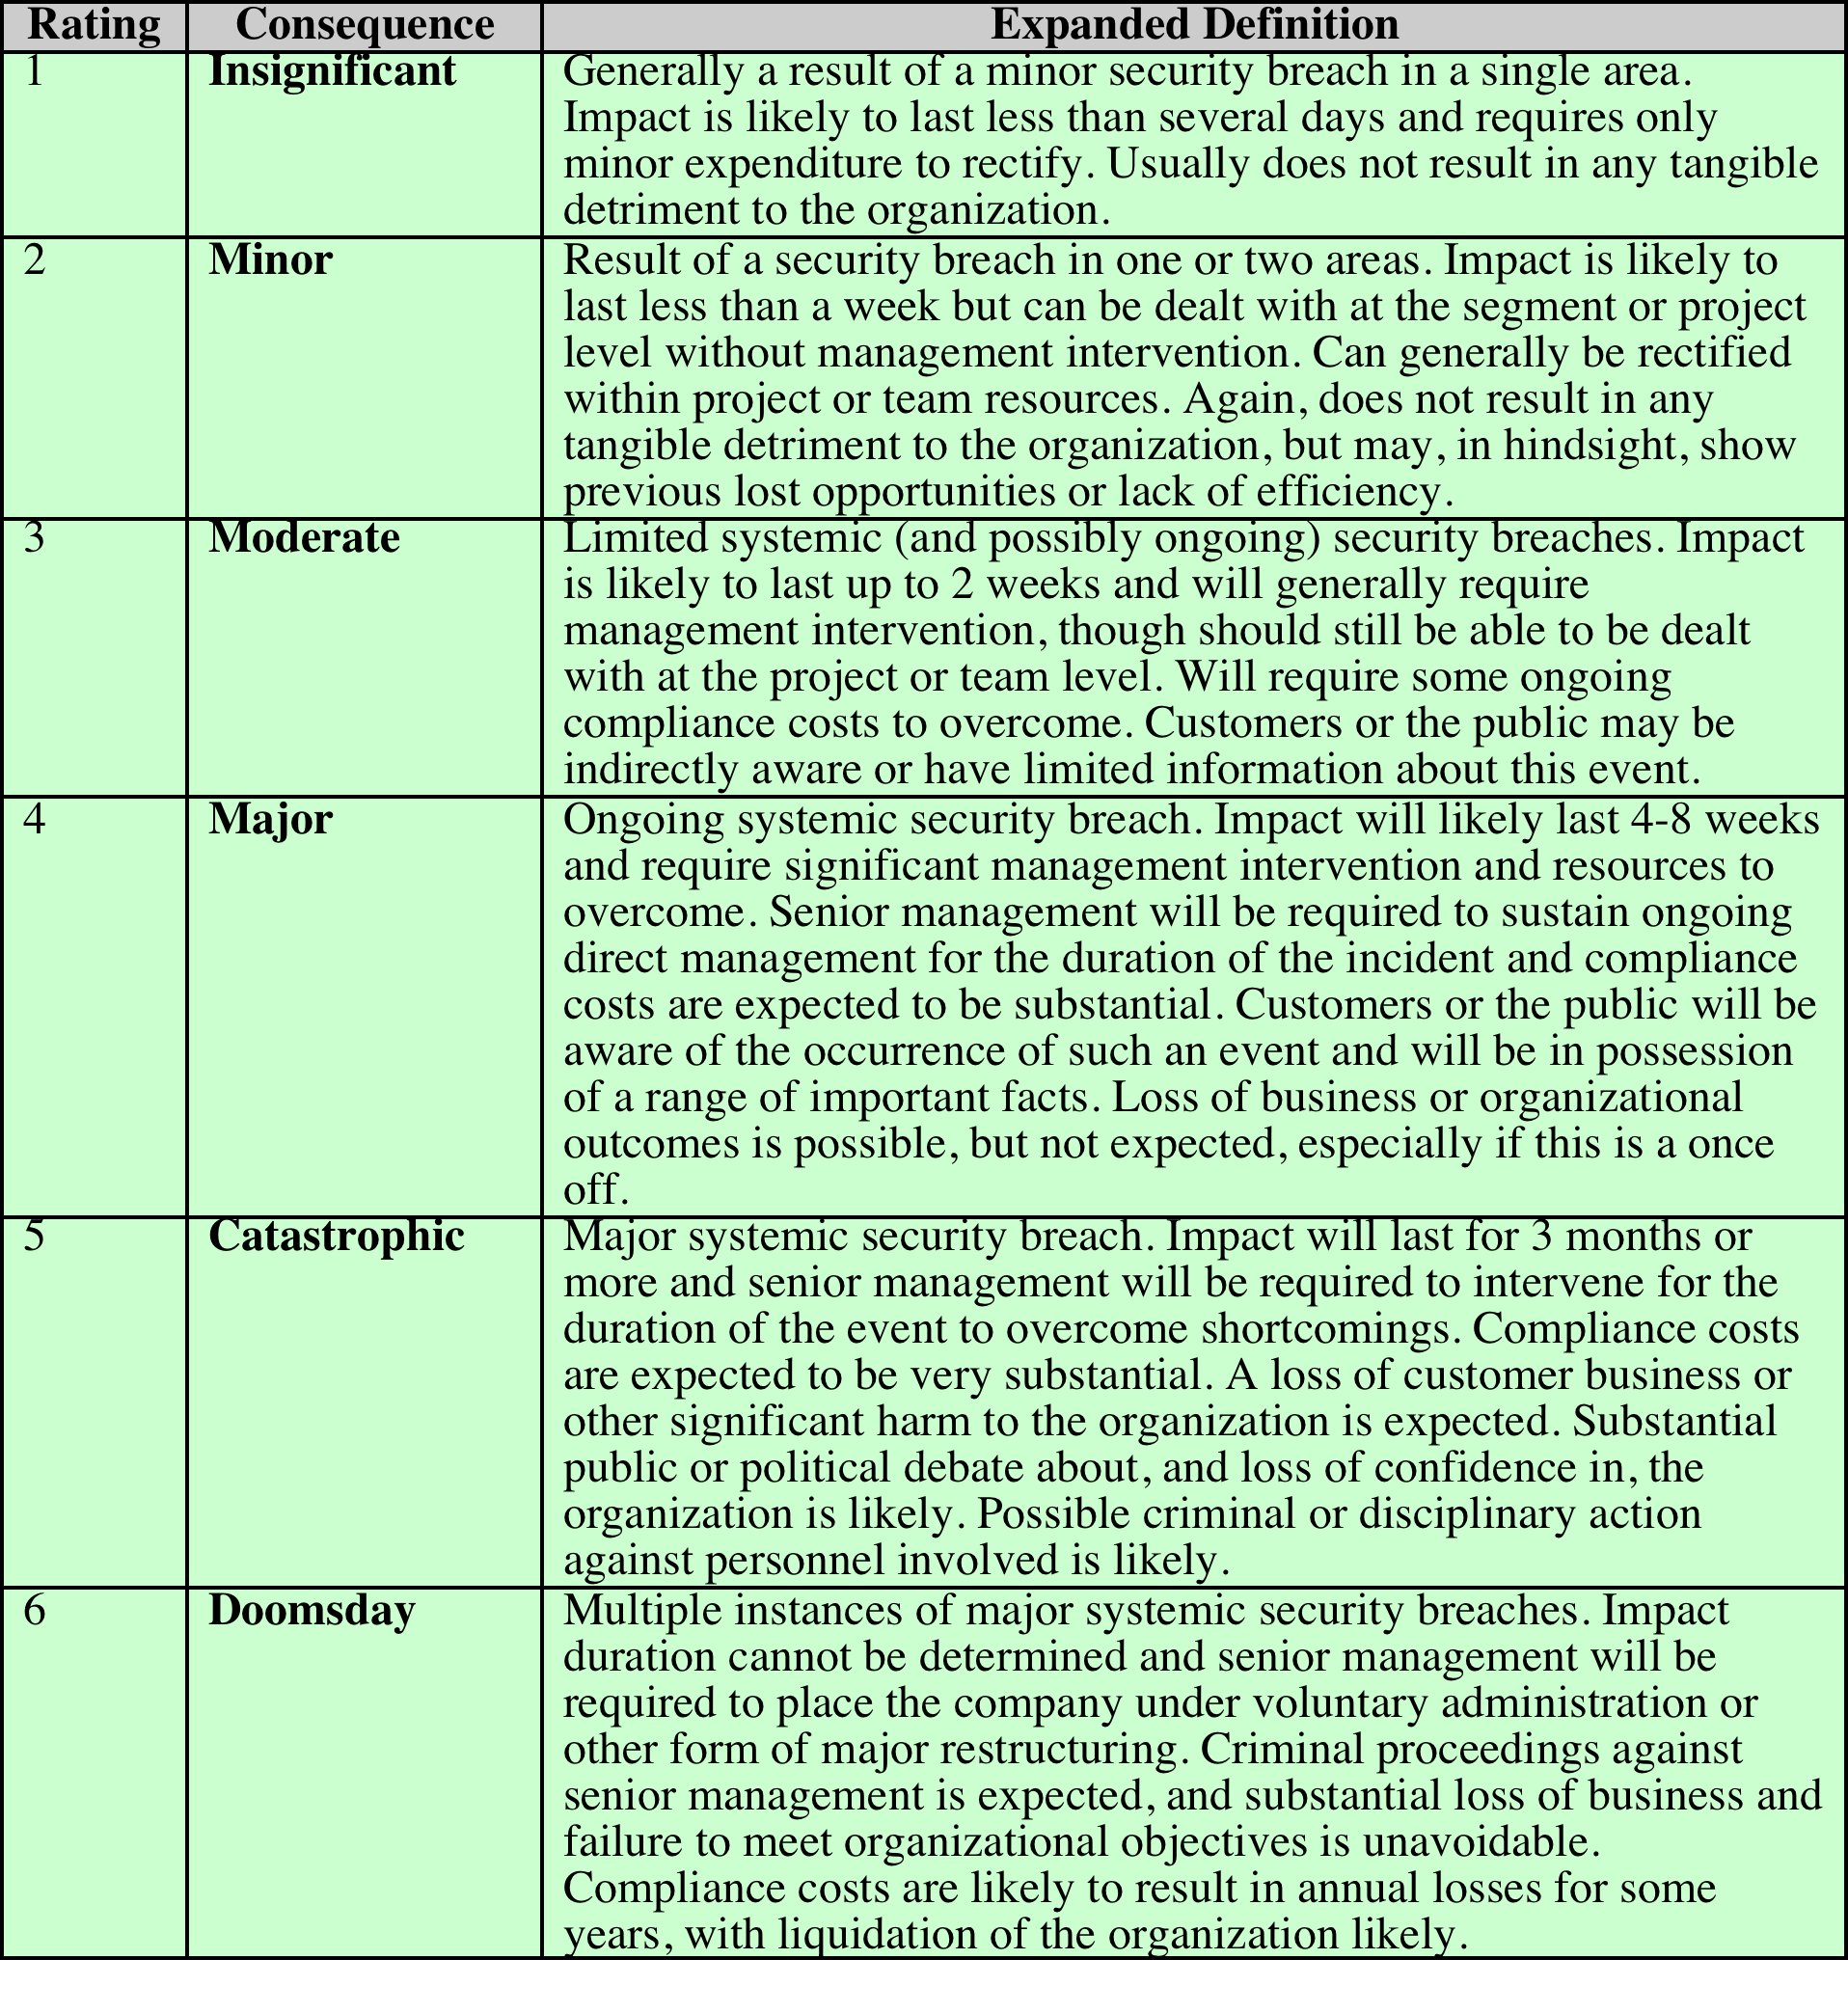 Rating Consequence Expanded Definition
1 Insignificant Generally a result of a minor security breach in a single area.
Impact is likely to last less than several days and requires only
minor expenditure to rectify. Usually does not result in any tangible
detriment to the organization.
2 Minor Result of a security breach in one or two areas. Impact is likely to
last less than a week but can be dealt with at the segment or project
level without management intervention. Can generally be rectified
within project or team resources. Again, does not result in any
tangible detriment to the organization, but may, in hindsight, show
previous lost opportunities or lack of efficiency.
3 Moderate Limited systemic (and possibly ongoing) security breaches. Impact
is likely to last up to 2 weeks and will generally require
management intervention, though should still be able to be dealt
with at the project or team level. Will require some ongoing
compliance costs to overcome. Customers or the public may be
indirectly aware or have limited information about this event.
4 Major Ongoing systemic security breach. Impact will likely last 4-8 weeks
and require significant management intervention and resources to
overcome. Senior management will be required to sustain ongoing
direct management for the duration of the incident and compliance
costs are expected to be substantial. Customers or the public will be
aware of the occurrence of such an event and will be in possession
of a range of important facts. Loss of business or organizational
outcomes is possible, but not expected, especially if this is a once
off.
5 Catastrophic Major systemic security breach. Impact will last for 3 months or
more and senior management will be required to intervene for the
duration of the event to overcome shortcomings. Compliance costs
are expected to be very substantial. A loss of customer business or
other significant harm to the organization is expected. Substantial
public or political debate about, and loss of confidence in, the
organization is likely. Possible criminal or disciplinary action
against personnel involved is likely.
6 Doomsday Multiple instances of major systemic security breaches. Impact
duration cannot be determined and senior management will be
required to place the company under voluntary administration or
other form of major restructuring. Criminal proceedings against
senior management is expected, and substantial loss of business and
failure to meet organizational objectives is unavoidable.
Compliance costs are likely to result in annual losses for some
years, with liquidation of the organization likely.